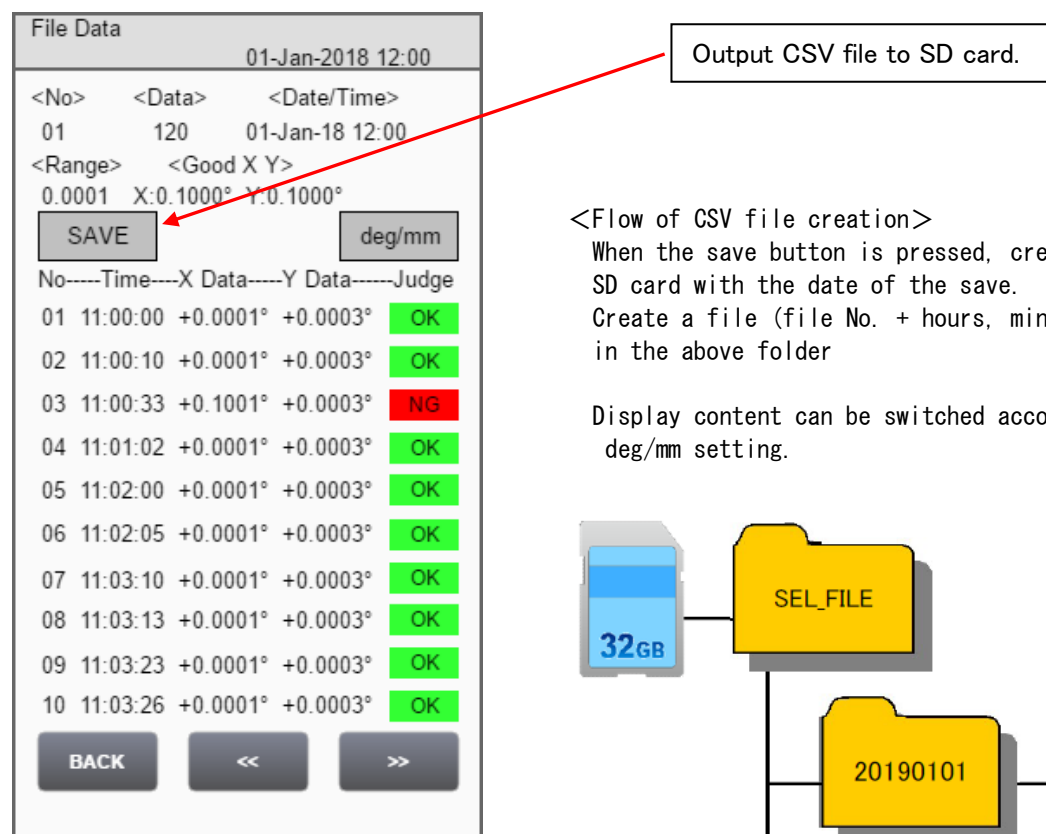 File Data
01-Jan-2018 12:00
<No> <Data> <Date/Time>
01 120 01-Jan-18 12:00
<Range> <Good X Y>
0.0001 X:0.1000° Y:0.1000°
SAVE deg/mm
No-----Time----X Data-----Y Data------Judge
01 11:00:00 +0.0001° +0.0003° OK
02 11:00:10 +0.0001° +0.0003° OK
03 11:00:33 +0.1001° +0.0003° NG
04 11:01:02 +0.0001° +0.0003° OK
05 11:02:00 +0.0001° +0.0003° OK
06 11:02:05 +0.0001° +0.0003° OK
07 11:03:10 +0.0001° +0.0003° OK
08 11:03:13 +0.0001° +0.0003° OK
09 11:03:23 +0.0001° +0.0003° OK
10 11:03:26 +0.0001° +0.0003° OK
BACK << >>
Output CSV file to SD card.
＜Flow of CSV file creation＞
When the save button is pressed, cre
SD card with the date of the save.
Create a file (file No. + hours, min
in the above folder
Display content can be switched acco
deg/mm setting.
32GB
SEL_FILE
20190101